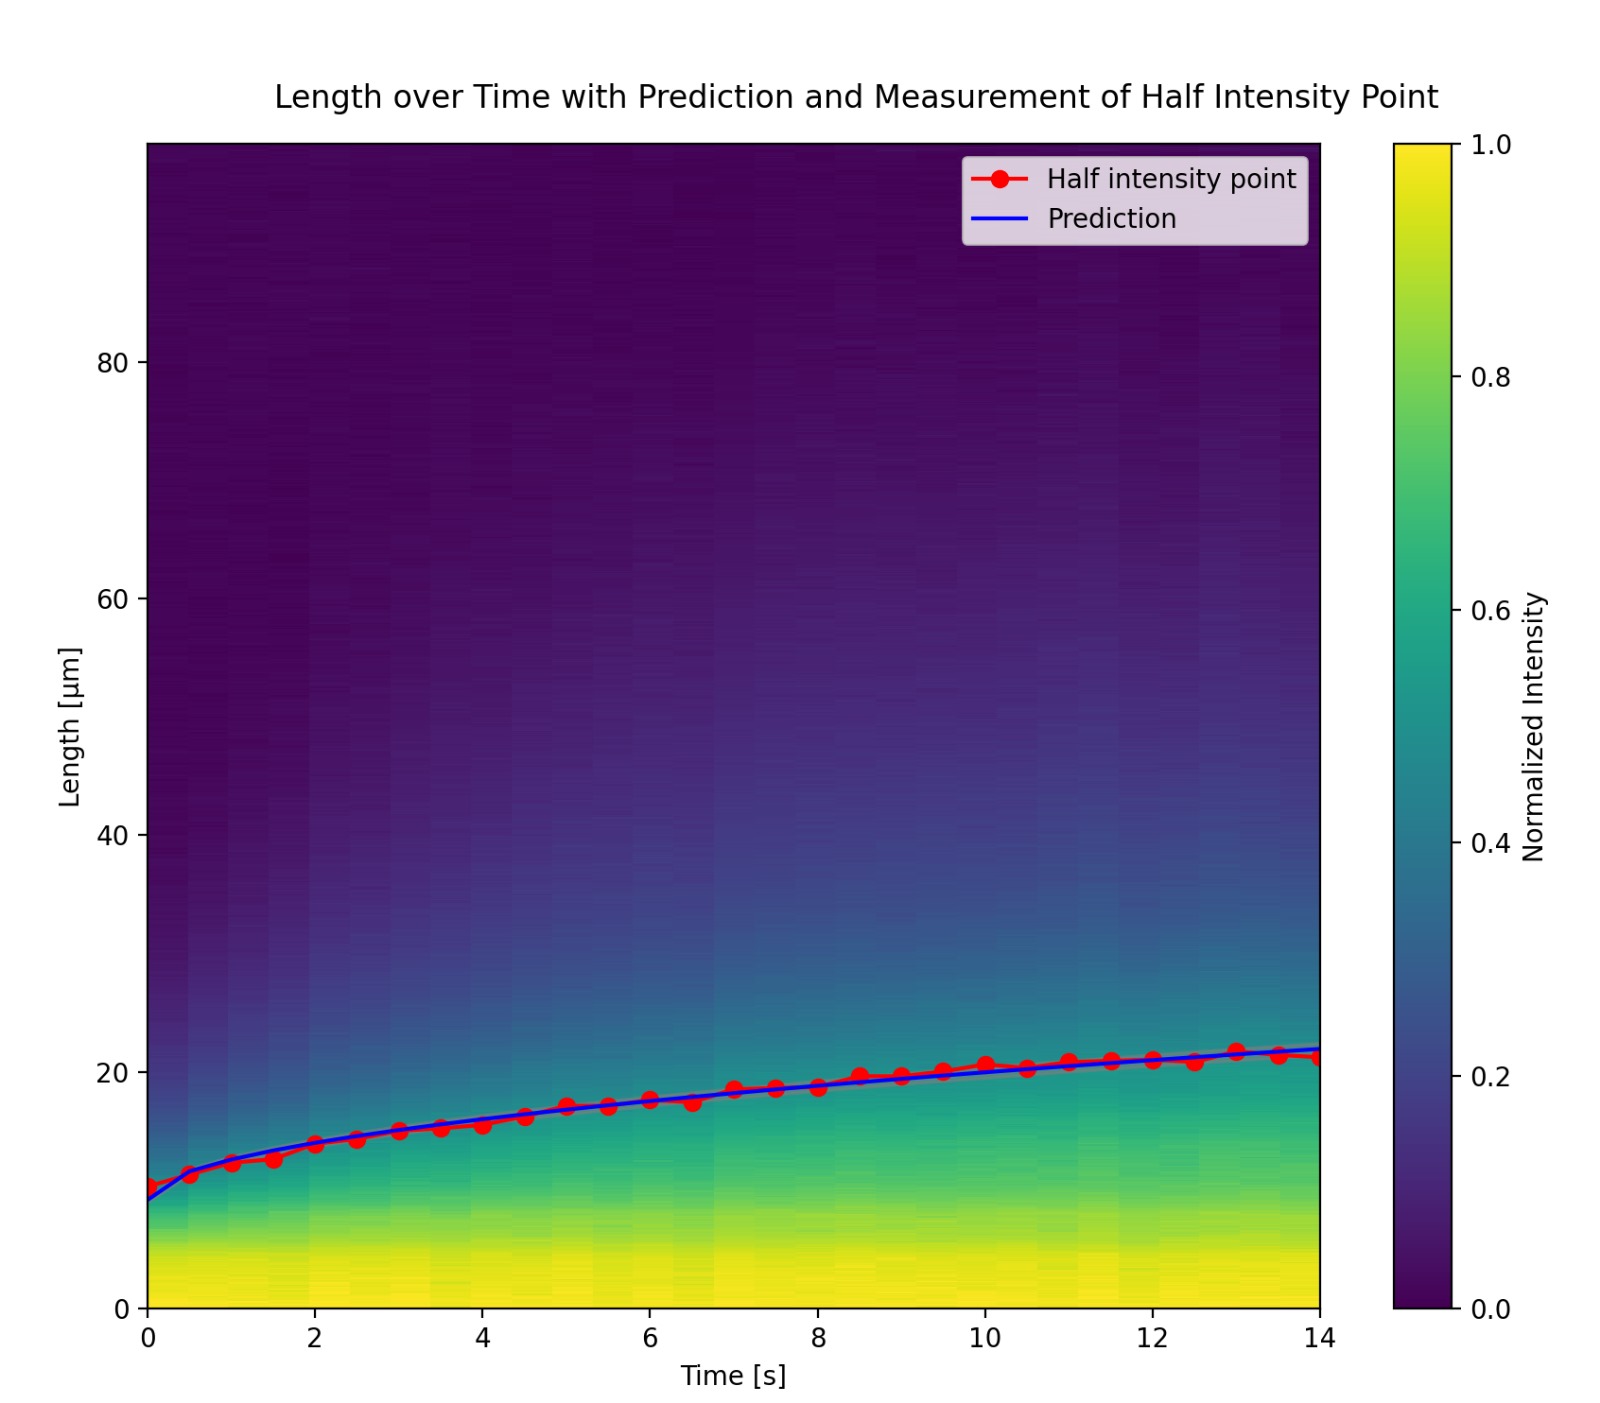 Length over Time with Prediction and Measurement of Half Intensity Point
Half intensity point
Prediction
Length [µm]
80
60
40
20
0
0 2 4 6 8 10 12 14
Time [s]
1.0
0.8
0.6
0.4
0.2
0.0
Normalized Intensity